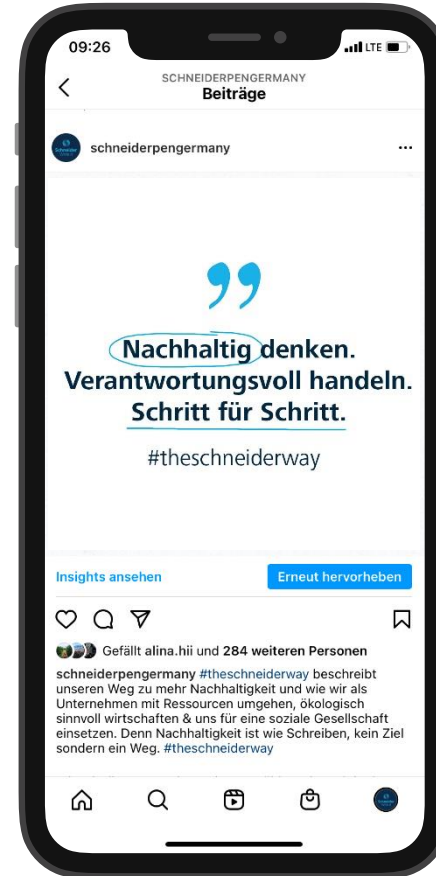 09:26
LTE
SCHNEIDERPENGERMANY
Beiträge
schneiderpengermany
Nachhaltig denken.
Verantwortungsvoll handeln.
Schritt für Schritt.
#theschneiderway
Insights ansehen
Erneut hervorheben
Gefällt alina.hii und 284 weiteren Personen
schneiderpengermany #theschneiderway beschreibt
unseren Weg zu mehr Nachhaltigkeit und wie wir als
Unternehmen mit Ressourcen umgehen, ökologisch
sinnvoll wirtschaften & uns für eine soziale Gesellschaft
einsetzen. Denn Nachhaltigkeit ist wie Schreiben, kein Ziel
sondern ein Weg. #theschneiderway